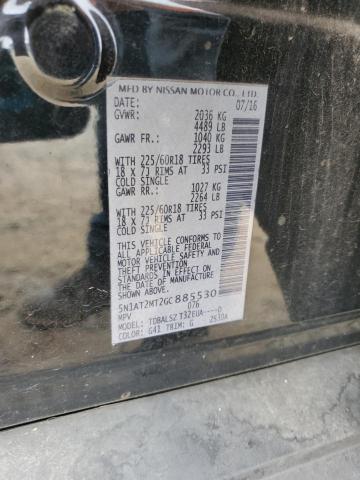 MFD BY NISSAN MOTOR CO., LTD.
DATE: 07/16
GVWR: 2036 KG
4489 LB
GAWR FR.: 1040 KG
2293 LB
WITH 225/60R18 TIRES
18 X 7J RIMS AT 33 PSI
COLD SINGLE
GAWR RR.: 1027 KG
2264 LB
WITH 225/60R18 TIRES
18 X 7J RIMS AT 33 PSI
COLD SINGLE
THIS VEHICLE CONFORMS TO
ALL APPLICABLE FEDERAL
MOTOR VEHICLE SAFETY AND
THEFT PREVENTION STANDARDS
IN EFFECT ON THE DATE OF
MANUFACTURE SHOWN ABOVE.
5N1AT2MT2GC885530
MPV 076
MODEL: TDBALSZ T32EUA----D
COLOR: G41 TRIM: G 2530A